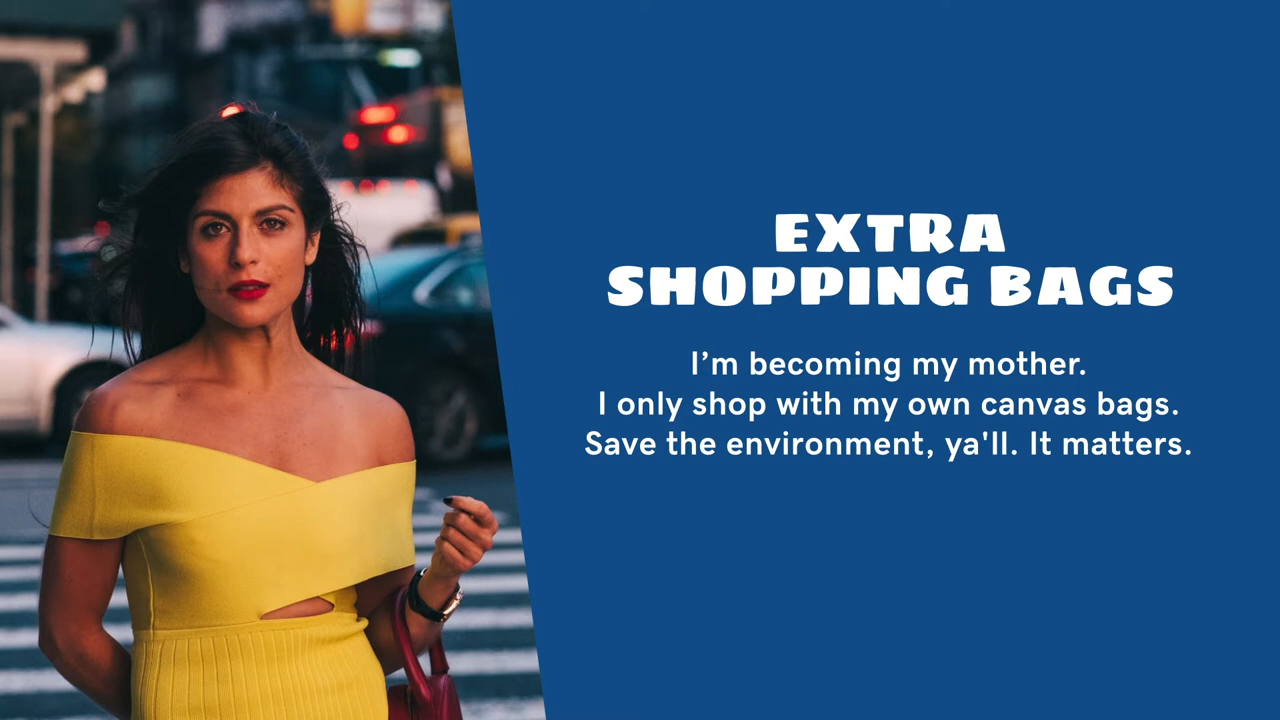 EXTRA
SHOPPING BAGS
I’m becoming my mother.
I only shop with my own canvas bags.
Save the environment, ya'll. It matters.